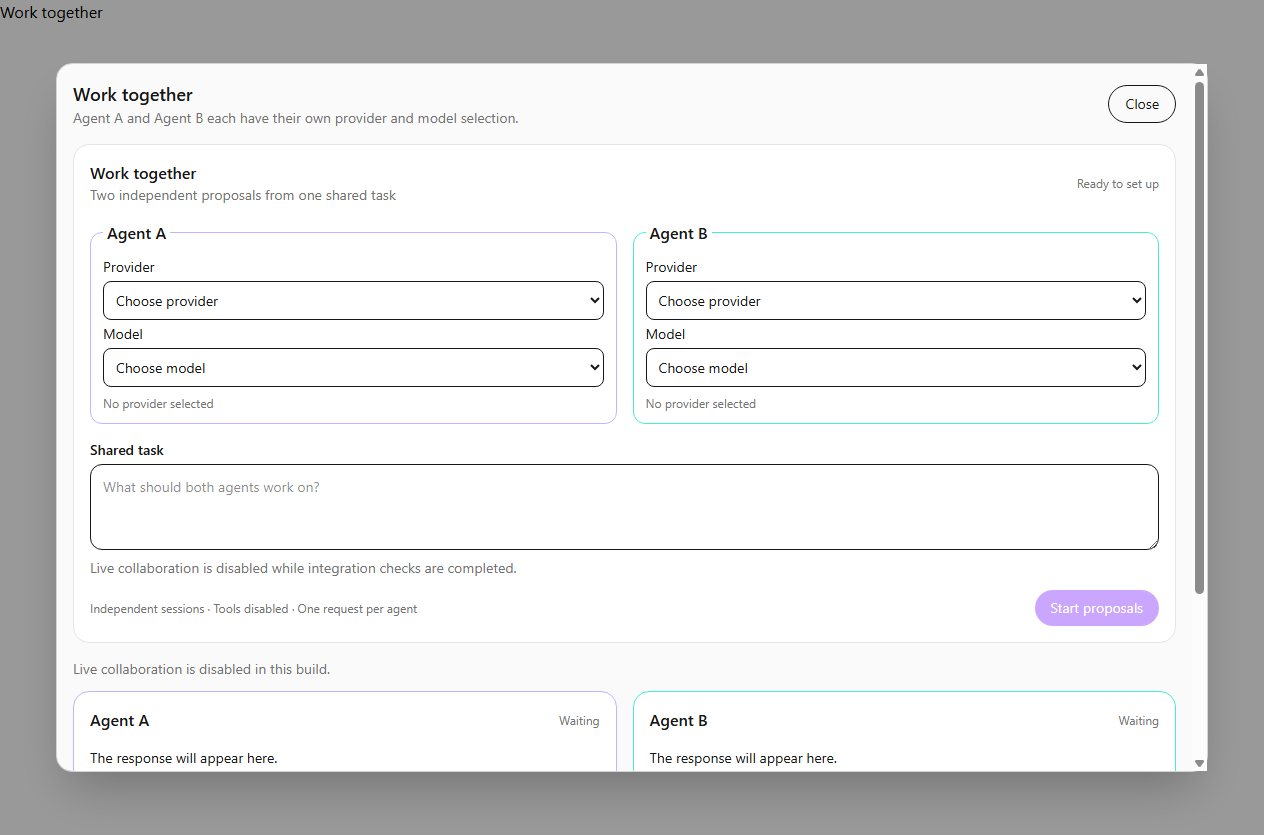 Work together
Work together
Close
Agent A and Agent B each have their own provider and model selection.
Work together
Two independent proposals from one shared task
Ready to set up
Agent A
Provider
Choose provider
Model
Choose model
No provider selected
Agent B
Provider
Choose provider
Model
Choose model
No provider selected
Shared task
What should both agents work on?
Live collaboration is disabled while integration checks are completed.
Independent sessions · Tools disabled · One request per agent
Start proposals
Live collaboration is disabled in this build.
Agent A
Waiting
The response will appear here.
Agent B
Waiting
The response will appear here.